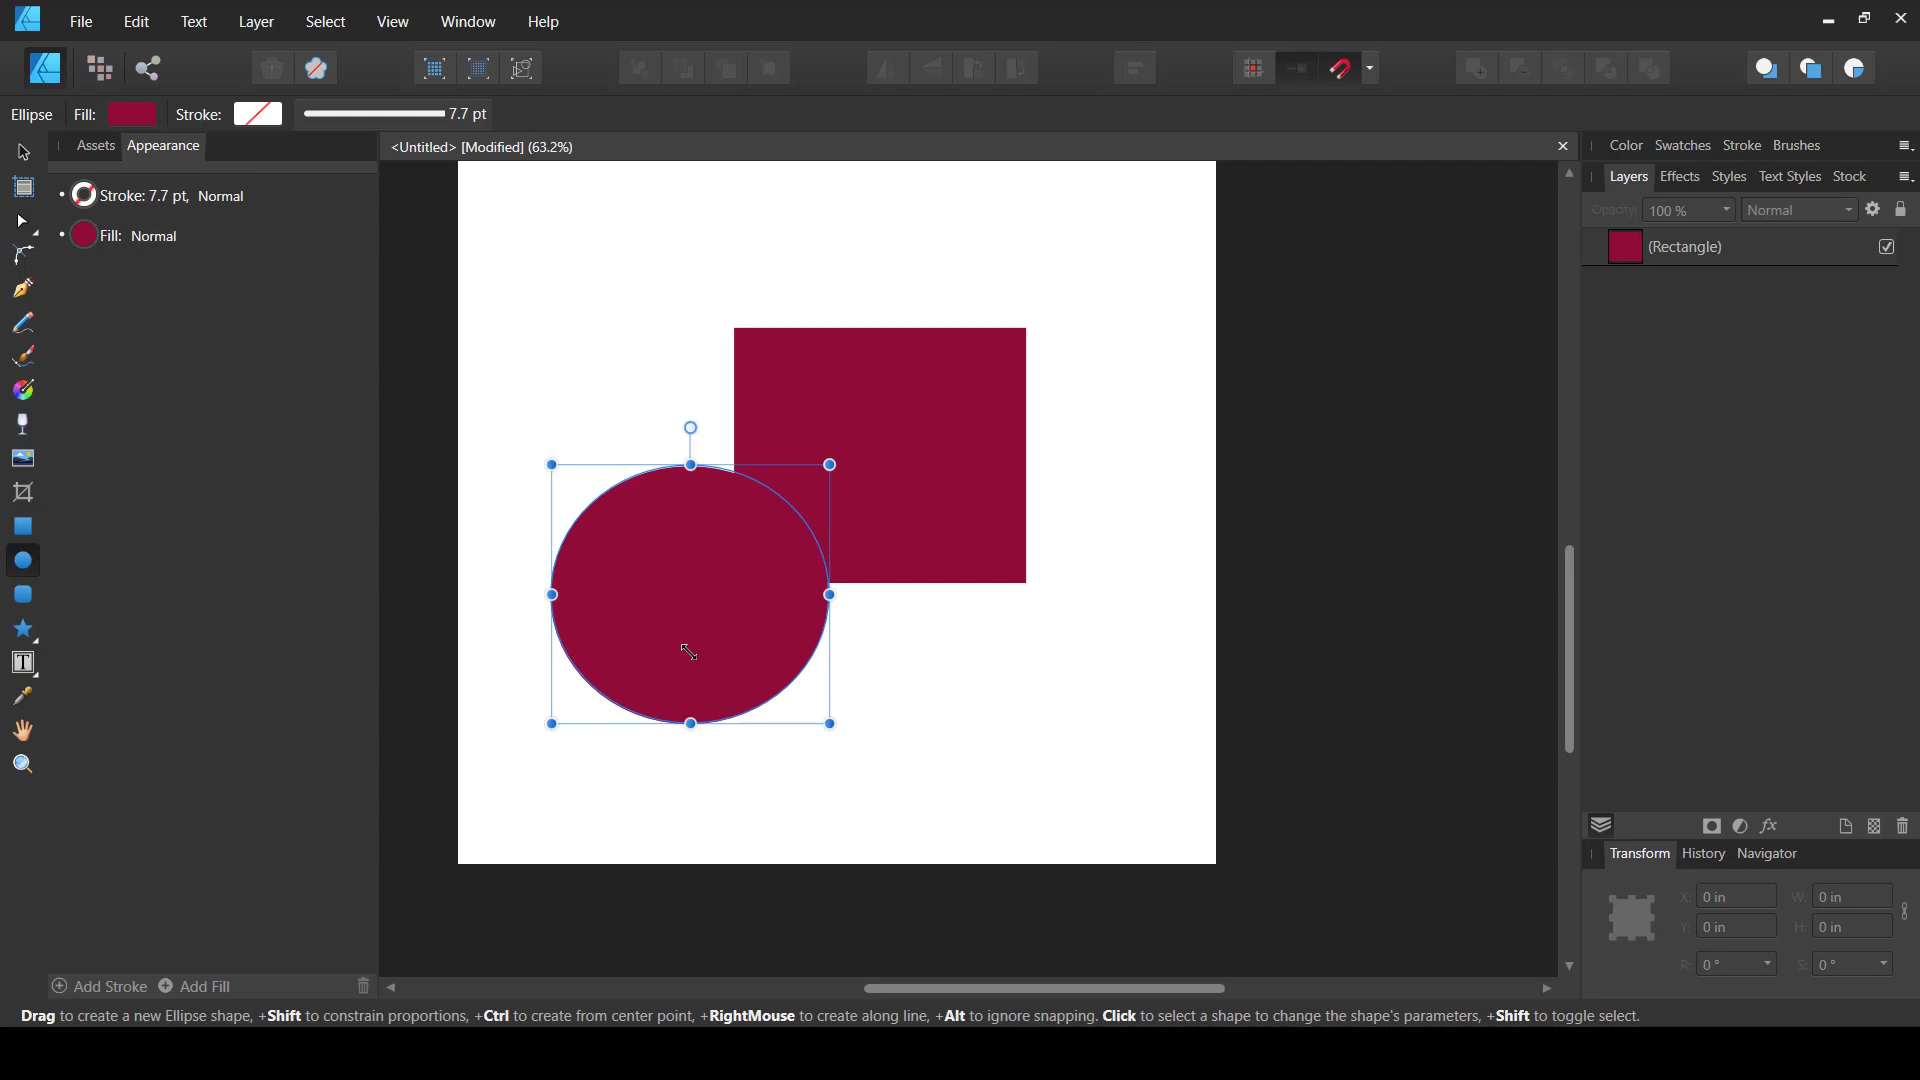 File Edit Text Layer Select View Window Help
Ellipse Fill: Stroke: 7.7 pt
Assets Appearance
<Untitled> [Modified] (63.2%)
Color Swatches Stroke Brushes
Layers Effects Styles Text Styles Stock
Stroke: 7.7 pt, Normal
Opacity: 100 % Normal
Fill: Normal
(Rectangle)
T
fx
Transform History Navigator
X: 0 in W: 0 in
Y: 0 in H: 0 in
R: 0 ° S: 0 °
Add Stroke Add Fill
Drag to create a new Ellipse shape, +Shift to constrain proportions, +Ctrl to create from center point, +RightMouse to create along line, +Alt to ignore snapping. Click to select a shape to change the shape's parameters, +Shift to toggle select.